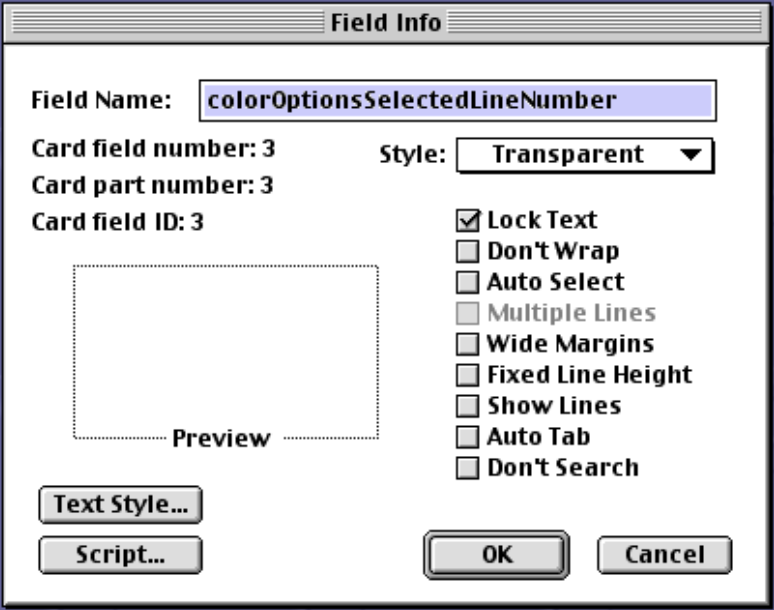 Field Info
Field Name: colorOptionsSelectedLineNumber
Card field number: 3
Style: Transparent
Card part number: 3
Card field ID: 3
Lock Text
Don't Wrap
Auto Select
Multiple Lines
Wide Margins
Fixed Line Height
Show Lines
Auto Tab
Don't Search
Preview
Text Style...
Script...
OK
Cancel